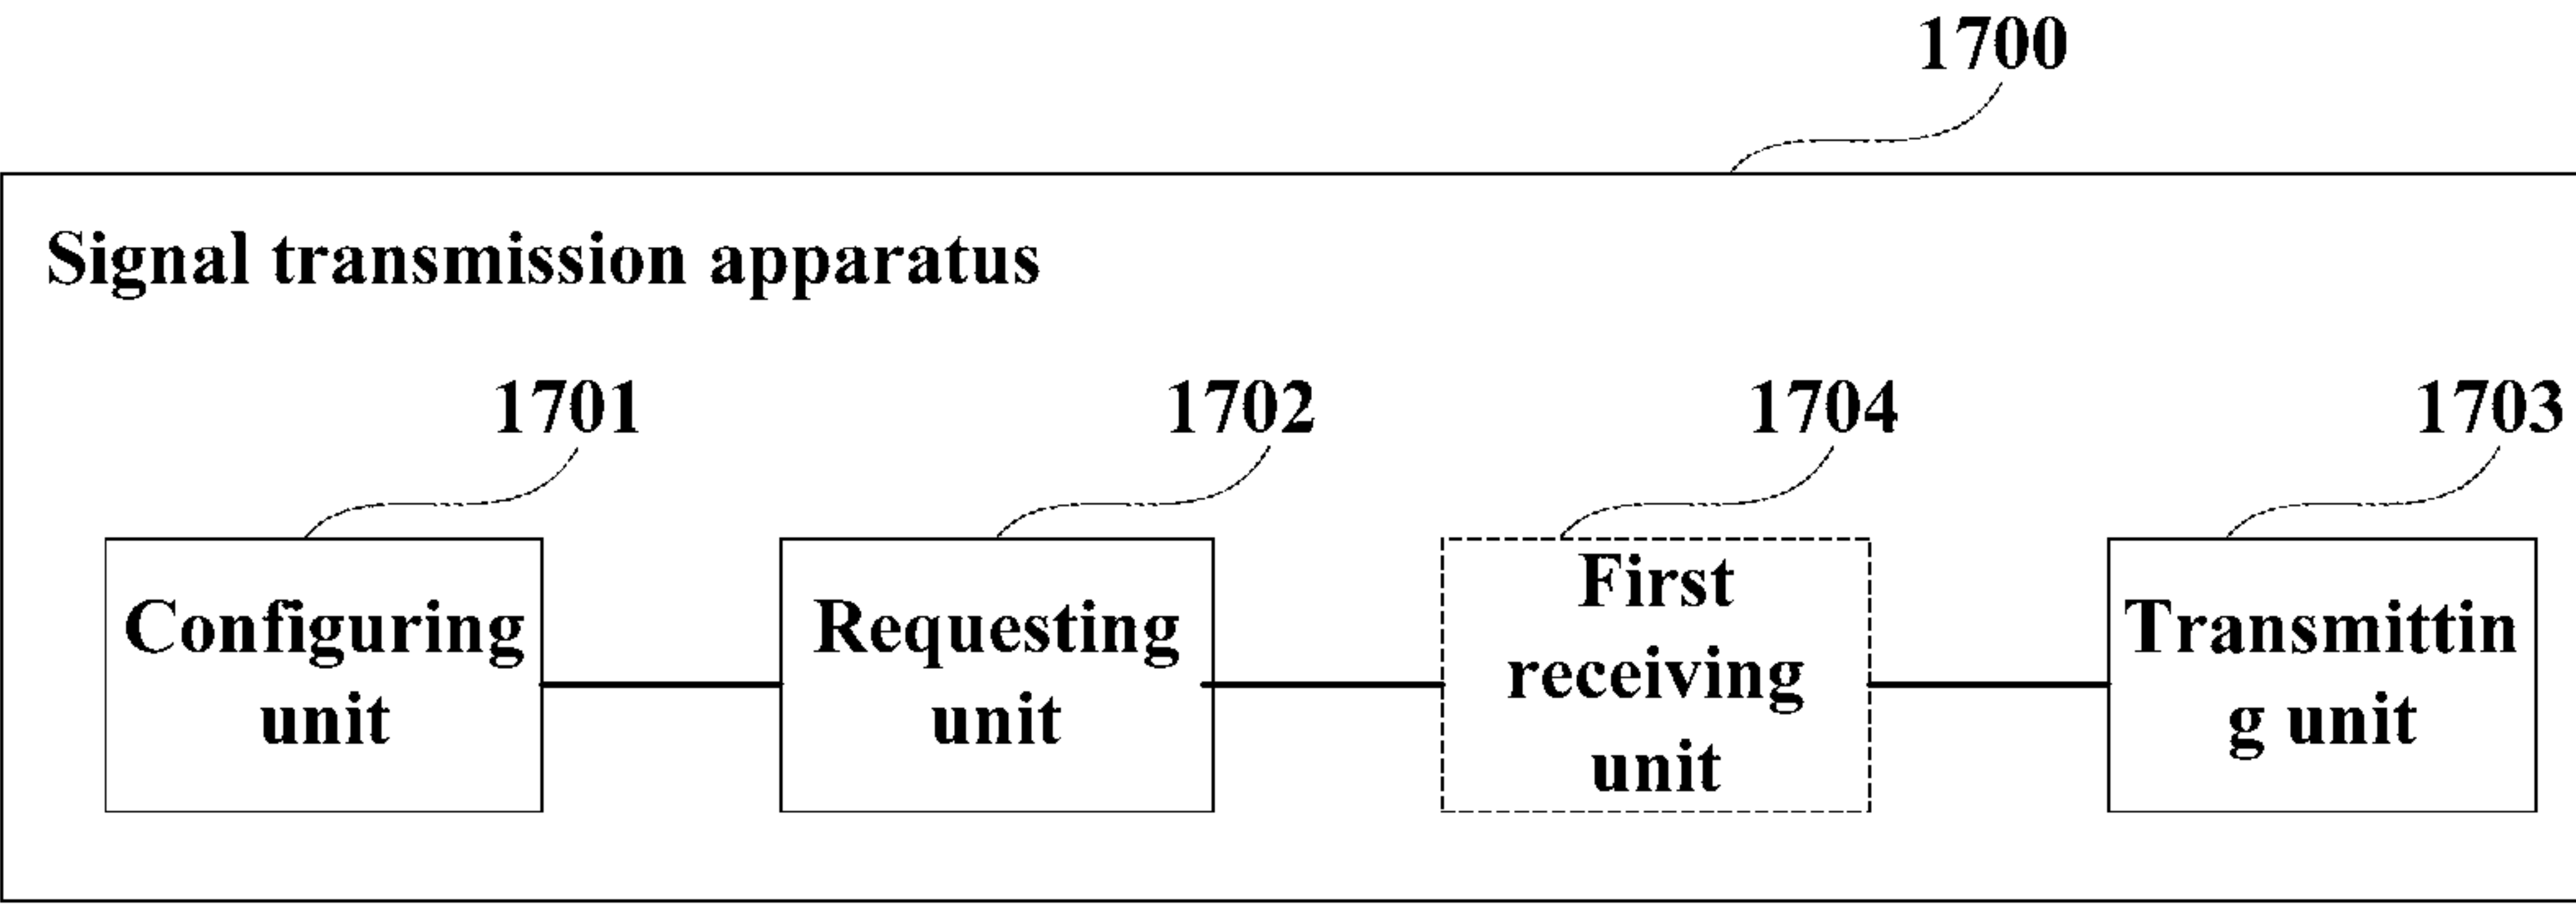 1700
Signal transmission apparatus
1701
1702
1704
1703
Configuring
unit
Requesting
unit
First
receiving
unit
Transmittin
g unit